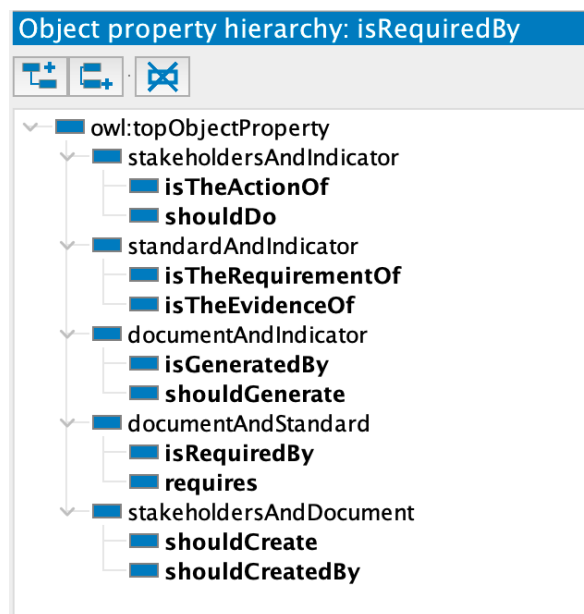 Object property hierarchy: isRequiredBy
owl:topObjectProperty
stakeholdersAndIndicator
isTheActionOf
shouldDo
standardAndIndicator
isTheRequirementOf
isTheEvidenceOf
documentAndIndicator
isGeneratedBy
shouldGenerate
documentAndStandard
isRequiredBy
requires
stakeholdersAndDocument
shouldCreate
shouldCreatedBy